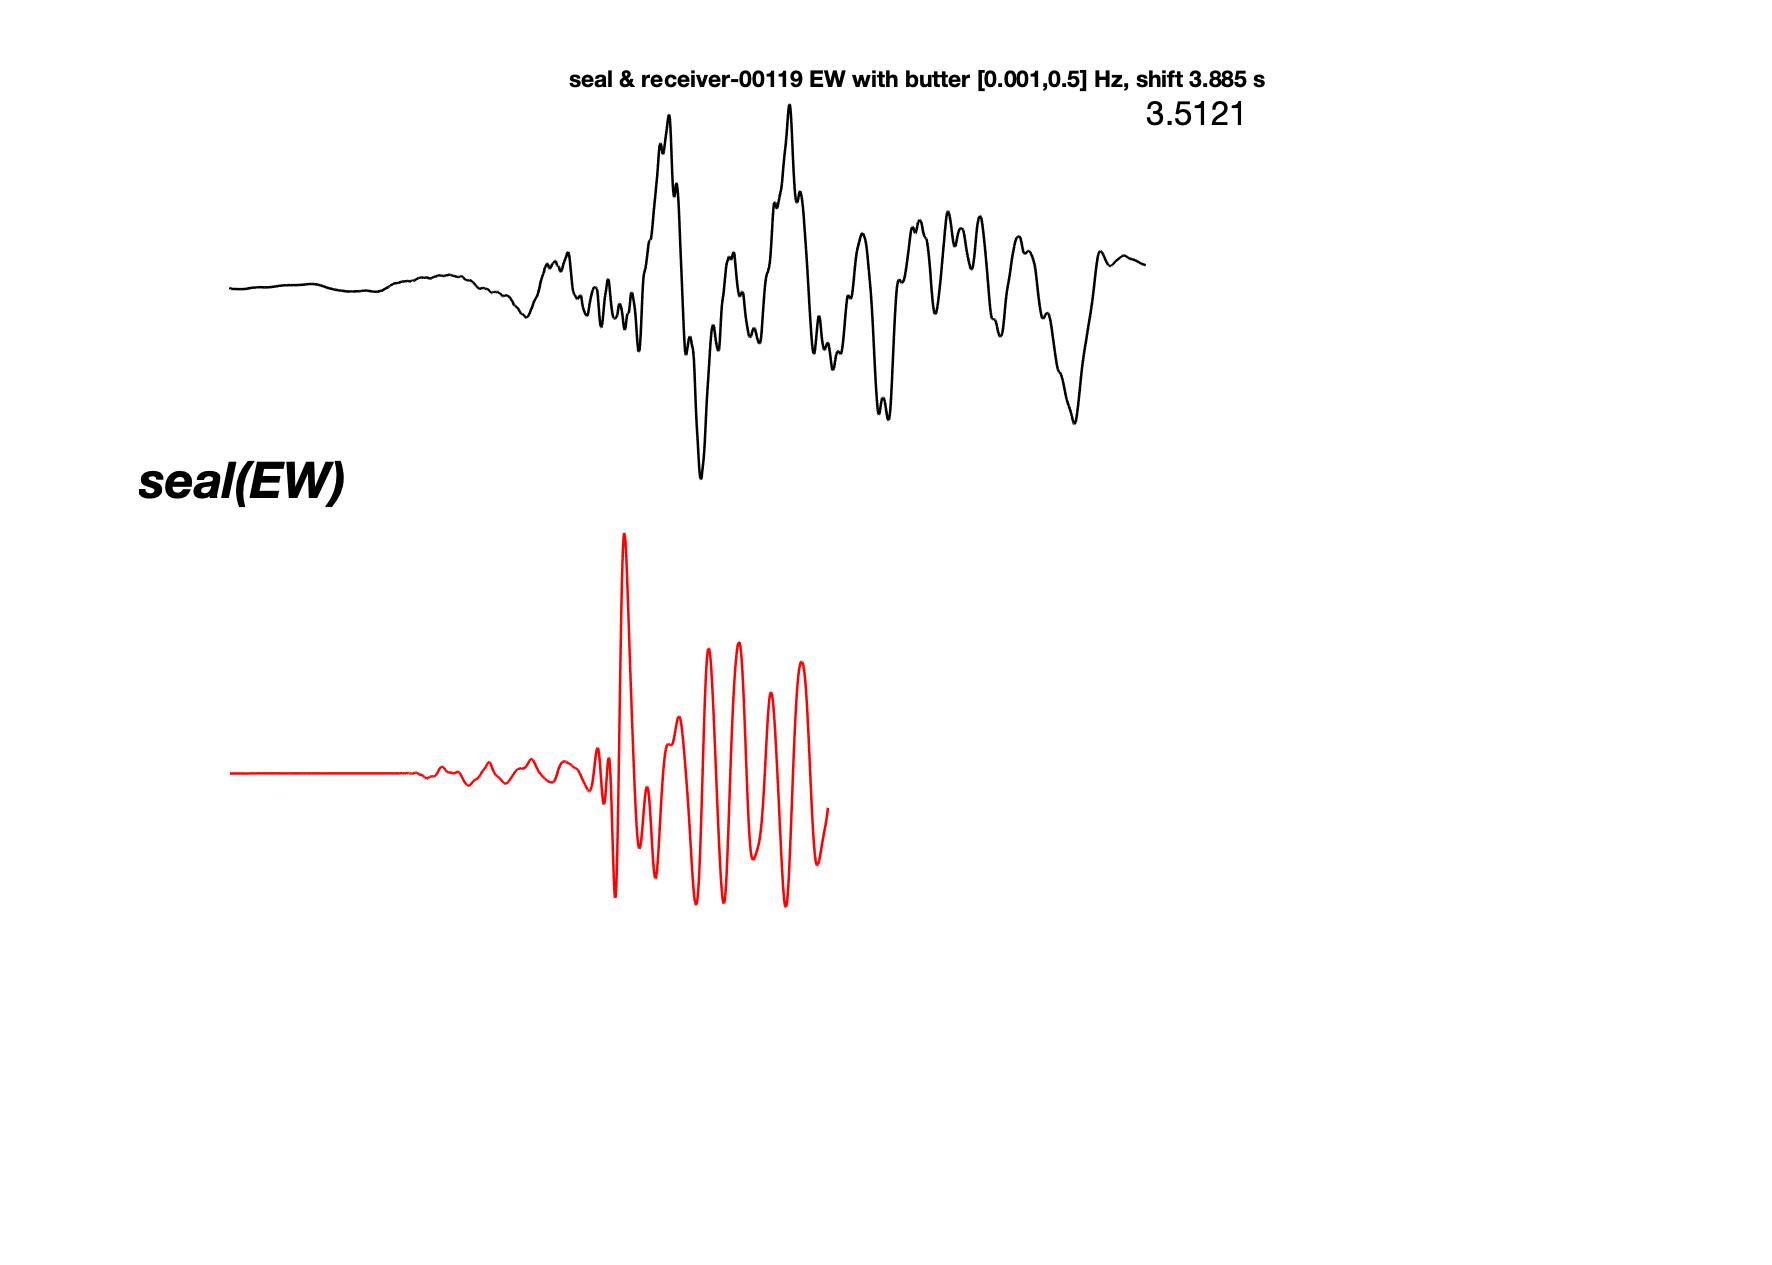 seal & receiver-00119 EW with butter [0.001,0.5] Hz, shift 3.885 s
3.5121
seal(EW)